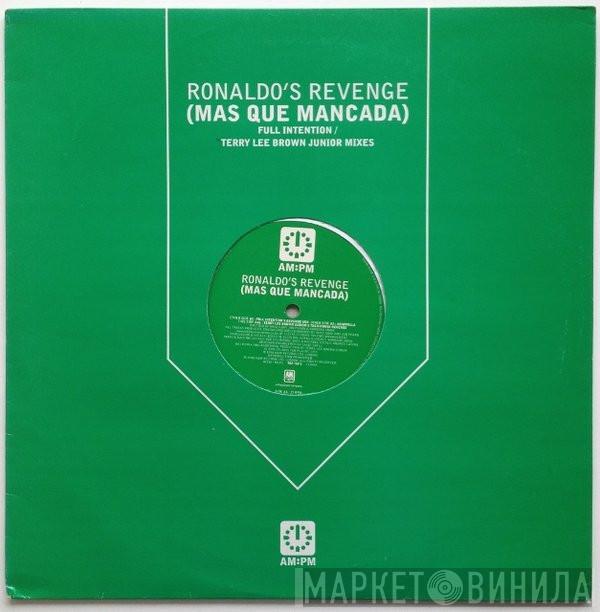 RONALDO'S REVENGE
(MAS QUE MANCADA)
FULL INTENTION /
TERRY LEE BROWN JUNIOR MIXES
AM:PM
RONALDO'S REVENGE
(MAS QUE MANCADA)
AM:PM
МАРКЕТ ВИНИЛА